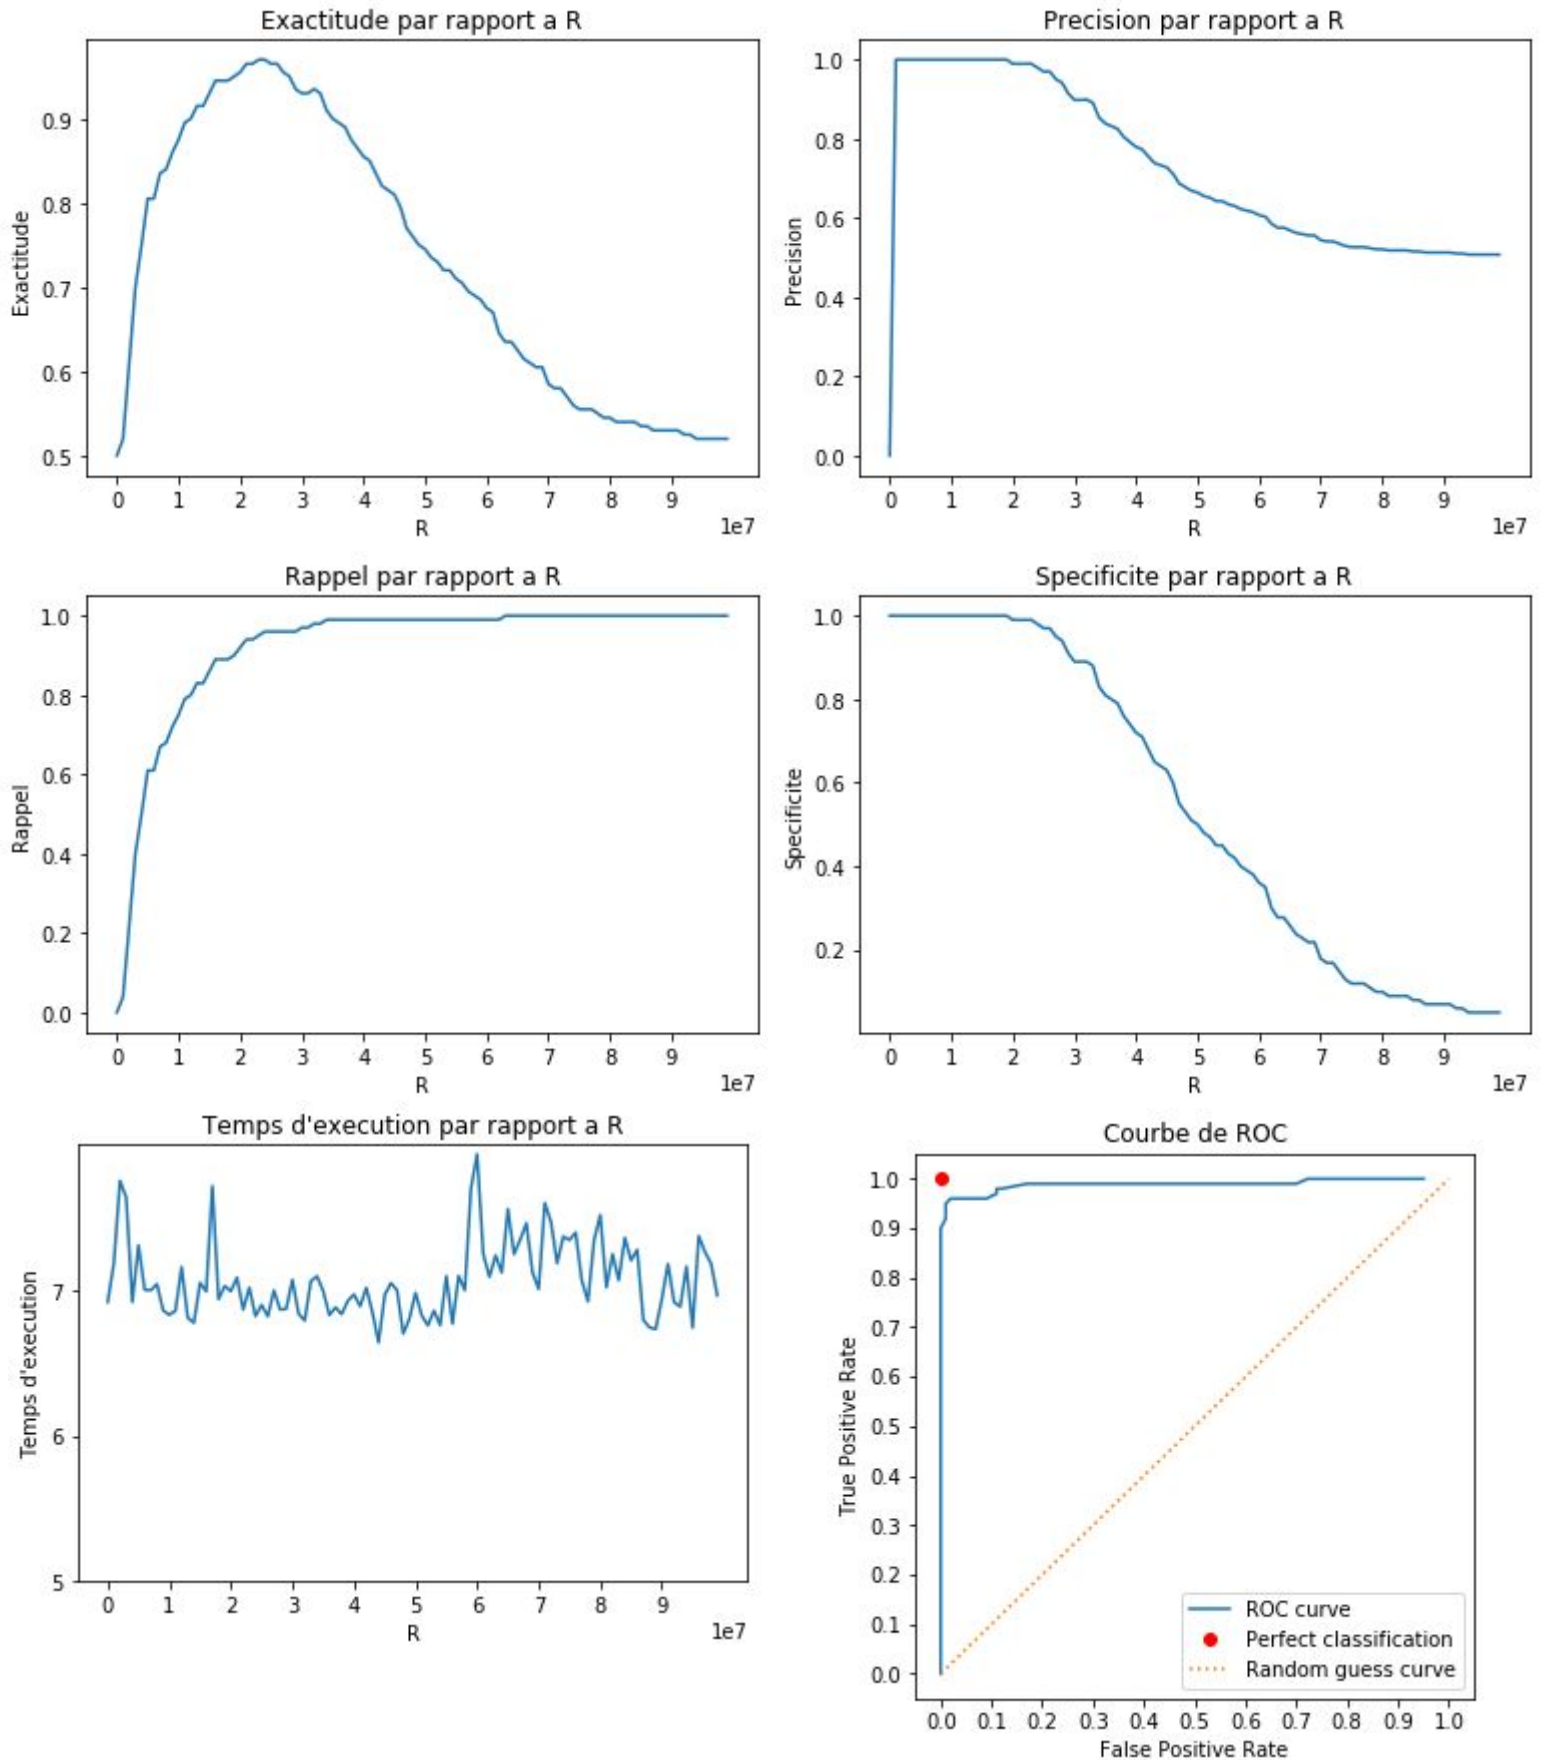 Exactitude par rapport a R
Exactitude
0.9
0.8
0.7
0.6
0.5
0 1 2 3 4 5 6 7 8 9
1e7
R
Precision par rapport a R
Precision
1.0
0.8
0.6
0.4
0.2
0.0
0 1 2 3 4 5 6 7 8 9
1e7
R
Rappel par rapport a R
Rappel
1.0
0.8
0.6
0.4
0.2
0.0
0 1 2 3 4 5 6 7 8 9
1e7
R
Specificite par rapport a R
Specificite
1.0
0.8
0.6
0.4
0.2
0 1 2 3 4 5 6 7 8 9
1e7
R
Temps d'execution par rapport a R
Temps d'execution
7
6
5
0 1 2 3 4 5 6 7 8 9
1e7
R
Courbe de ROC
True Positive Rate
1.0
0.9
0.8
0.7
0.6
0.5
0.4
0.3
0.2
0.1
0.0
ROC curve
Perfect classification
Random guess curve
0.0 0.1 0.2 0.3 0.4 0.5 0.6 0.7 0.8 0.9 1.0
False Positive Rate